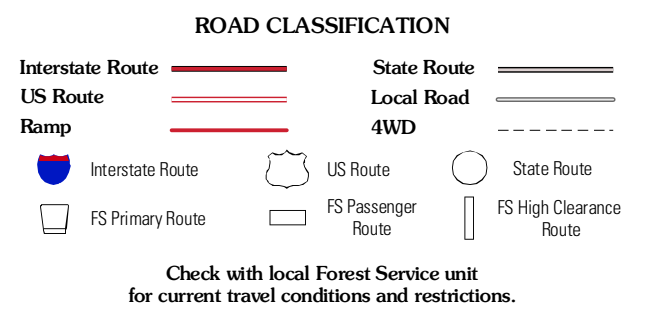 ROAD CLASSIFICATION
Interstate Route
State Route
US Route
Local Road
Ramp
4WD
Interstate Route
US Route
State Route
FS Primary Route
FS Passenger
Route
FS High Clearance
Route
Check with local Forest Service unit
for current travel conditions and restrictions.